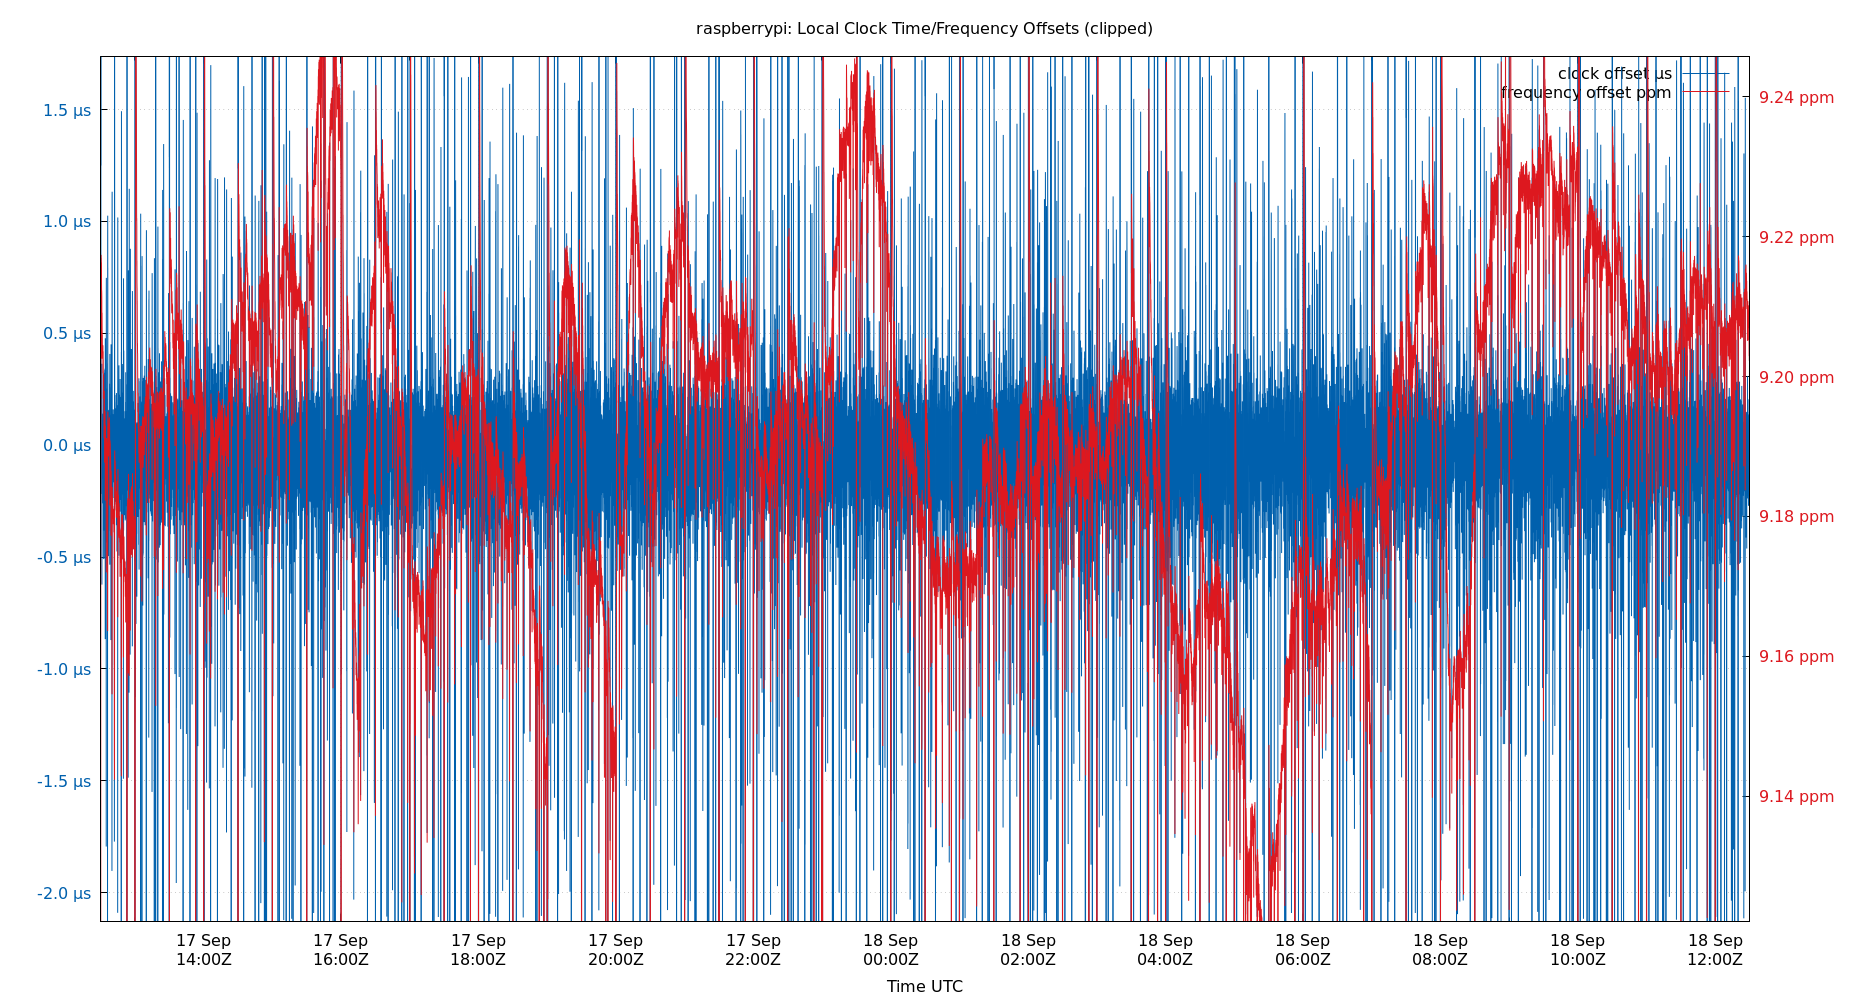 raspberrypi: Local Clock Time/Frequency Offsets (clipped)
clock offset µs
frequency offset ppm
1.5 µs
1.0 µs
0.5 µs
0.0 µs
-0.5 µs
-1.0 µs
-1.5 µs
-2.0 µs
9.24 ppm
9.22 ppm
9.20 ppm
9.18 ppm
9.16 ppm
9.14 ppm
17 Sep 17 Sep 17 Sep 17 Sep 17 Sep 18 Sep 18 Sep 18 Sep 18 Sep 18 Sep 18 Sep 18 Sep
14:00Z 16:00Z 18:00Z 20:00Z 22:00Z 00:00Z 02:00Z 04:00Z 06:00Z 08:00Z 10:00Z 12:00Z
Time UTC